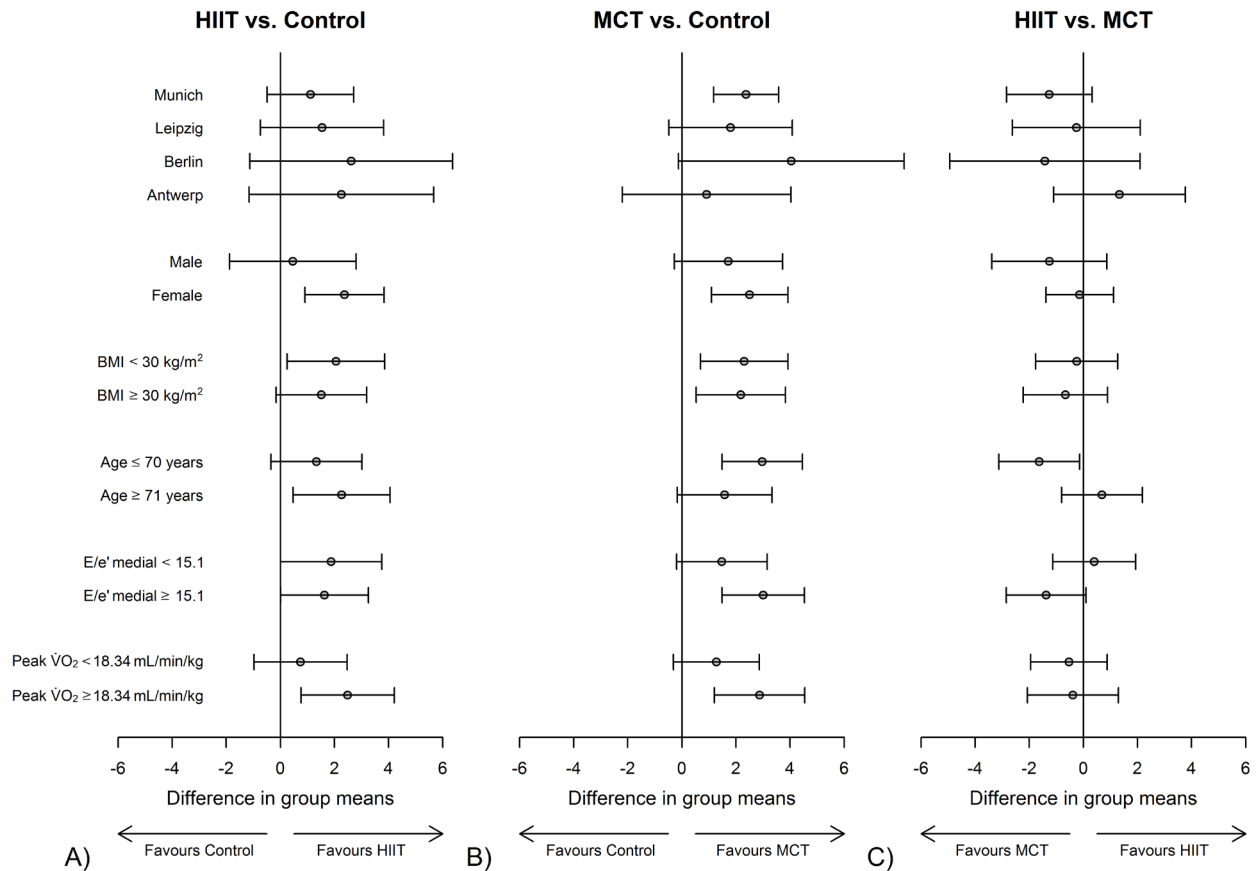 HIIT vs. Control MCT vs. Control HIIT vs. MCT
Munich
Leipzig
Berlin
Antwerp
Male
Female
BMI < 30 kg/m²
BMI ≥ 30 kg/m²
Age ≤ 70 years
Age ≥ 71 years
E/e' medial < 15.1
E/e' medial ≥ 15.1
Peak V̇O₂ < 18.34 mL/min/kg
Peak V̇O₂ ≥ 18.34 mL/min/kg
-6 -4 -2 0 2 4 6 -6 -4 -2 0 2 4 6 -6 -4 -2 0 2 4 6
Difference in group means Difference in group means Difference in group means
A) Favours Control Favours HIIT B) Favours Control Favours MCT C) Favours MCT Favours HIIT